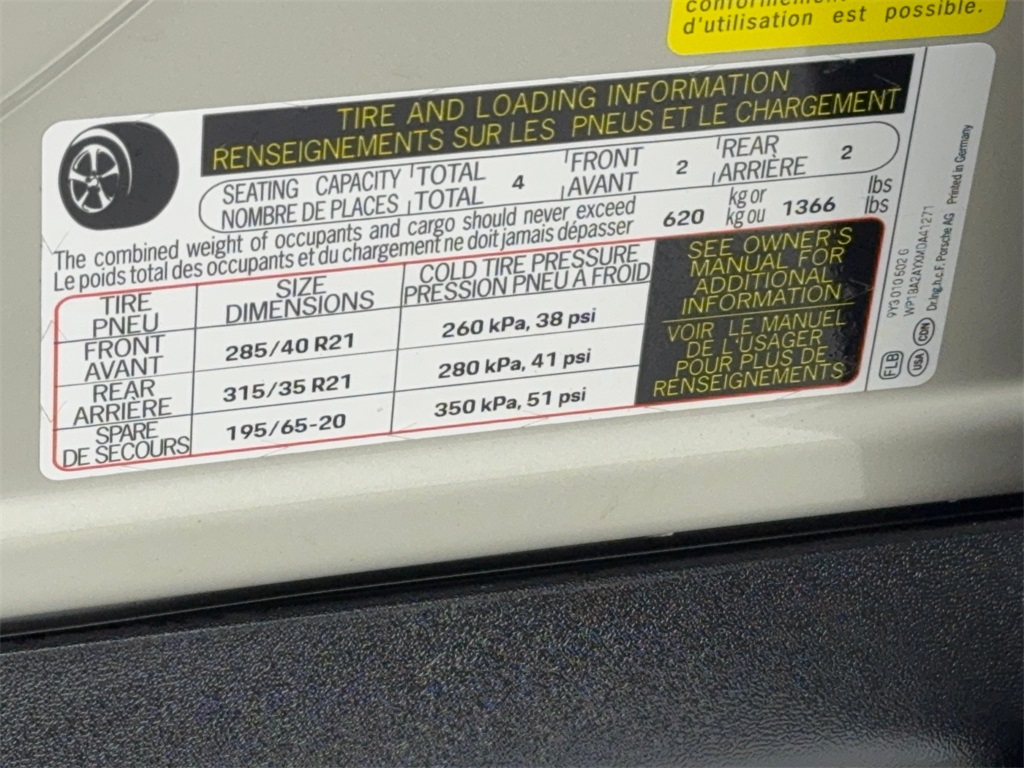 d'utilisation est possible.
TIRE AND LOADING INFORMATION
RENSEIGNEMENTS SUR LES PNEUS ET LE CHARGEMENT
SEATING CAPACITY TOTAL 4 FRONT 2 REAR 2
NOMBRE DE PLACES TOTAL AVANT ARRIÈRE
The combined weight of occupants and cargo should never exceed 620 kg or 1366 lbs
Le poids total des occupants et du chargement ne doit jamais dépasser kg ou lbs
TIRE SIZE COLD TIRE PRESSURE
PNEU DIMENSIONS PRESSION PNEU À FROID
FRONT
AVANT 285/40 R21 260 kPa, 38 psi
REAR
ARRIÈRE 315/35 R21 280 kPa, 41 psi
SPARE
DE SECOURS 195/65-20 350 kPa, 51 psi
SEE OWNER'S
MANUAL FOR
ADDITIONAL
INFORMATION
VOIR LE MANUEL
DE L'USAGER
POUR PLUS DE
RENSEIGNEMENTS
FLB
USA CDN
Dr.Ing.h.c.F. Porsche AG Printed in Germany